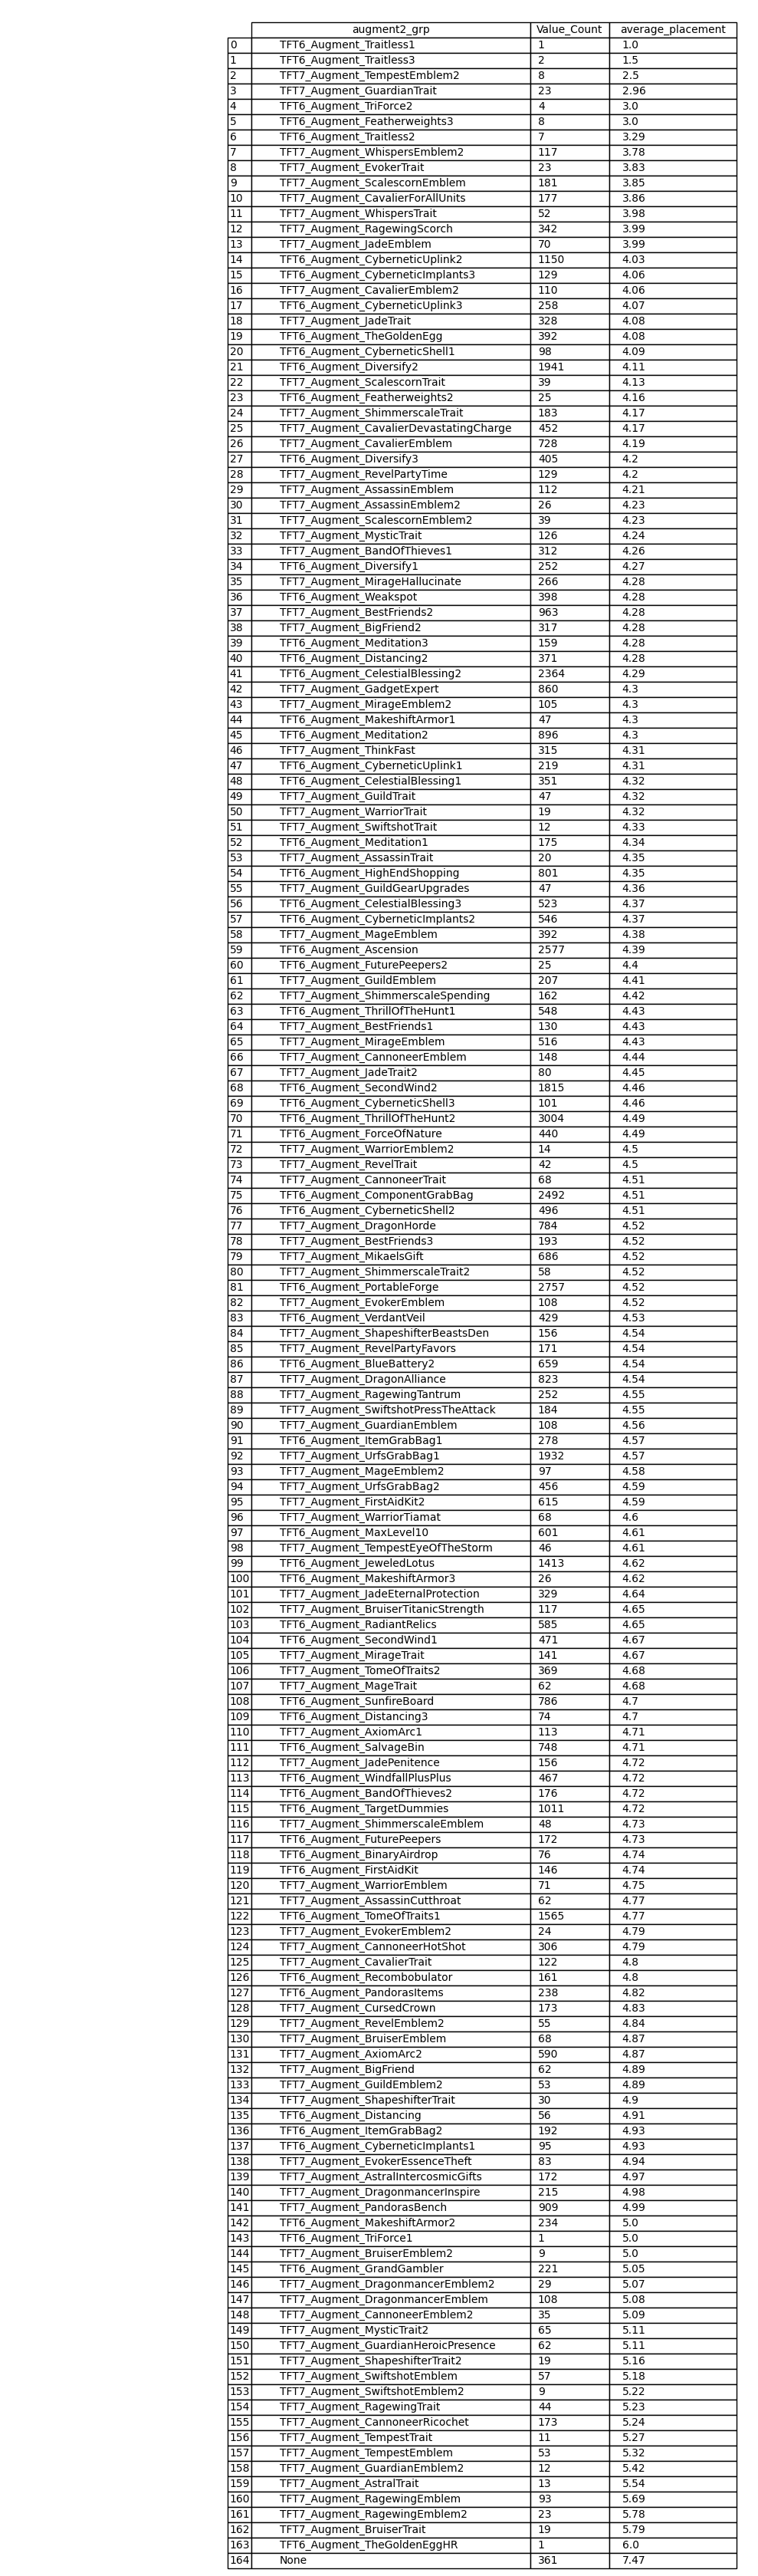 augment2_grp Value_Count average_placement
0 TFT6_Augment_Traitless1 1 1.0
1 TFT6_Augment_Traitless3 2 1.5
2 TFT7_Augment_TempestEmblem2 8 2.5
3 TFT7_Augment_GuardianTrait 23 2.96
4 TFT6_Augment_TriForce2 4 3.0
5 TFT6_Augment_Featherweights3 8 3.0
6 TFT6_Augment_Traitless2 7 3.29
7 TFT7_Augment_WhispersEmblem2 117 3.78
8 TFT7_Augment_EvokerTrait 23 3.83
9 TFT7_Augment_ScalescornEmblem 181 3.85
10 TFT7_Augment_CavalierForAllUnits 177 3.86
11 TFT7_Augment_WhispersTrait 52 3.98
12 TFT7_Augment_RagewingScorch 342 3.99
13 TFT7_Augment_JadeEmblem 70 3.99
14 TFT6_Augment_CyberneticUplink2 1150 4.03
15 TFT6_Augment_CyberneticImplants3 129 4.06
16 TFT7_Augment_CavalierEmblem2 110 4.06
17 TFT6_Augment_CyberneticUplink3 258 4.07
18 TFT7_Augment_JadeTrait 328 4.08
19 TFT6_Augment_TheGoldenEgg 392 4.08
20 TFT6_Augment_CyberneticShell1 98 4.09
21 TFT6_Augment_Diversify2 1941 4.11
22 TFT7_Augment_ScalescornTrait 39 4.13
23 TFT6_Augment_Featherweights2 25 4.16
24 TFT7_Augment_ShimmerscaleTrait 183 4.17
25 TFT7_Augment_CavalierDevastatingCharge 452 4.17
26 TFT7_Augment_CavalierEmblem 728 4.19
27 TFT6_Augment_Diversify3 405 4.2
28 TFT7_Augment_RevelPartyTime 129 4.2
29 TFT7_Augment_AssassinEmblem 112 4.21
30 TFT7_Augment_AssassinEmblem2 26 4.23
31 TFT7_Augment_ScalescornEmblem2 39 4.23
32 TFT7_Augment_MysticTrait 126 4.24
33 TFT7_Augment_BandOfThieves1 312 4.26
34 TFT6_Augment_Diversify1 252 4.27
35 TFT7_Augment_MirageHallucinate 266 4.28
36 TFT6_Augment_Weakspot 398 4.28
37 TFT7_Augment_BestFriends2 963 4.28
38 TFT7_Augment_BigFriend2 317 4.28
39 TFT6_Augment_Meditation3 159 4.28
40 TFT6_Augment_Distancing2 371 4.28
41 TFT6_Augment_CelestialBlessing2 2364 4.29
42 TFT7_Augment_GadgetExpert 860 4.3
43 TFT7_Augment_MirageEmblem2 105 4.3
44 TFT6_Augment_MakeshiftArmor1 47 4.3
45 TFT6_Augment_Meditation2 896 4.3
46 TFT7_Augment_ThinkFast 315 4.31
47 TFT6_Augment_CyberneticUplink1 219 4.31
48 TFT6_Augment_CelestialBlessing1 351 4.32
49 TFT7_Augment_GuildTrait 47 4.32
50 TFT7_Augment_WarriorTrait 19 4.32
51 TFT7_Augment_SwiftshotTrait 12 4.33
52 TFT6_Augment_Meditation1 175 4.34
53 TFT7_Augment_AssassinTrait 20 4.35
54 TFT6_Augment_HighEndShopping 801 4.35
55 TFT7_Augment_GuildGearUpgrades 47 4.36
56 TFT6_Augment_CelestialBlessing3 523 4.37
57 TFT6_Augment_CyberneticImplants2 546 4.37
58 TFT7_Augment_MageEmblem 392 4.38
59 TFT6_Augment_Ascension 2577 4.39
60 TFT6_Augment_FuturePeepers2 25 4.4
61 TFT7_Augment_GuildEmblem 207 4.41
62 TFT7_Augment_ShimmerscaleSpending 162 4.42
63 TFT6_Augment_ThrillOfTheHunt1 548 4.43
64 TFT7_Augment_BestFriends1 130 4.43
65 TFT7_Augment_MirageEmblem 516 4.43
66 TFT7_Augment_CannoneerEmblem 148 4.44
67 TFT7_Augment_JadeTrait2 80 4.45
68 TFT6_Augment_SecondWind2 1815 4.46
69 TFT6_Augment_CyberneticShell3 101 4.46
70 TFT6_Augment_ThrillOfTheHunt2 3004 4.49
71 TFT6_Augment_ForceOfNature 440 4.49
72 TFT7_Augment_WarriorEmblem2 14 4.5
73 TFT7_Augment_RevelTrait 42 4.5
74 TFT7_Augment_CannoneerTrait 68 4.51
75 TFT6_Augment_ComponentGrabBag 2492 4.51
76 TFT6_Augment_CyberneticShell2 496 4.51
77 TFT7_Augment_DragonHorde 784 4.52
78 TFT7_Augment_BestFriends3 193 4.52
79 TFT7_Augment_MikaelsGift 686 4.52
80 TFT7_Augment_ShimmerscaleTrait2 58 4.52
81 TFT6_Augment_PortableForge 2757 4.52
82 TFT7_Augment_EvokerEmblem 108 4.52
83 TFT6_Augment_VerdantVeil 429 4.53
84 TFT7_Augment_ShapeshifterBeastsDen 156 4.54
85 TFT7_Augment_RevelPartyFavors 171 4.54
86 TFT6_Augment_BlueBattery2 659 4.54
87 TFT7_Augment_DragonAlliance 823 4.54
88 TFT7_Augment_RagewingTantrum 252 4.55
89 TFT7_Augment_SwiftshotPressTheAttack 184 4.55
90 TFT7_Augment_GuardianEmblem 108 4.56
91 TFT6_Augment_ItemGrabBag1 278 4.57
92 TFT7_Augment_UrfsGrabBag1 1932 4.57
93 TFT7_Augment_MageEmblem2 97 4.58
94 TFT7_Augment_UrfsGrabBag2 456 4.59
95 TFT7_Augment_FirstAidKit2 615 4.59
96 TFT7_Augment_WarriorTiamat 68 4.6
97 TFT6_Augment_MaxLevel10 601 4.61
98 TFT7_Augment_TempestEyeOfTheStorm 46 4.61
99 TFT6_Augment_JeweledLotus 1413 4.62
100 TFT6_Augment_MakeshiftArmor3 26 4.62
101 TFT7_Augment_JadeEternalProtection 329 4.64
102 TFT7_Augment_BruiserTitanicStrength 117 4.65
103 TFT6_Augment_RadiantRelics 585 4.65
104 TFT6_Augment_SecondWind1 471 4.67
105 TFT7_Augment_MirageTrait 141 4.67
106 TFT7_Augment_TomeOfTraits2 369 4.68
107 TFT7_Augment_MageTrait 62 4.68
108 TFT6_Augment_SunfireBoard 786 4.7
109 TFT6_Augment_Distancing3 74 4.7
110 TFT7_Augment_AxiomArc1 113 4.71
111 TFT6_Augment_SalvageBin 748 4.71
112 TFT7_Augment_JadePenitence 156 4.72
113 TFT6_Augment_WindfallPlusPlus 467 4.72
114 TFT6_Augment_BandOfThieves2 176 4.72
115 TFT6_Augment_TargetDummies 1011 4.72
116 TFT7_Augment_ShimmerscaleEmblem 48 4.73
117 TFT6_Augment_FuturePeepers 172 4.73
118 TFT6_Augment_BinaryAirdrop 76 4.74
119 TFT6_Augment_FirstAidKit 146 4.74
120 TFT7_Augment_WarriorEmblem 71 4.75
121 TFT7_Augment_AssassinCutthroat 62 4.77
122 TFT6_Augment_TomeOfTraits1 1565 4.77
123 TFT7_Augment_EvokerEmblem2 24 4.79
124 TFT7_Augment_CannoneerHotShot 306 4.79
125 TFT7_Augment_CavalierTrait 122 4.8
126 TFT6_Augment_Recombobulator 161 4.8
127 TFT6_Augment_PandorasItems 238 4.82
128 TFT7_Augment_CursedCrown 173 4.83
129 TFT7_Augment_RevelEmblem2 55 4.84
130 TFT7_Augment_BruiserEmblem 68 4.87
131 TFT7_Augment_AxiomArc2 590 4.87
132 TFT7_Augment_BigFriend 62 4.89
133 TFT7_Augment_GuildEmblem2 53 4.89
134 TFT7_Augment_ShapeshifterTrait 30 4.9
135 TFT6_Augment_Distancing 56 4.91
136 TFT6_Augment_ItemGrabBag2 192 4.93
137 TFT6_Augment_CyberneticImplants1 95 4.93
138 TFT7_Augment_EvokerEssenceTheft 83 4.94
139 TFT7_Augment_AstralIntercosmicGifts 172 4.97
140 TFT7_Augment_DragonmancerInspire 215 4.98
141 TFT7_Augment_PandorasBench 909 4.99
142 TFT6_Augment_MakeshiftArmor2 234 5.0
143 TFT6_Augment_TriForce1 1 5.0
144 TFT7_Augment_BruiserEmblem2 9 5.0
145 TFT6_Augment_GrandGambler 221 5.05
146 TFT7_Augment_DragonmancerEmblem2 29 5.07
147 TFT7_Augment_DragonmancerEmblem 108 5.08
148 TFT7_Augment_CannoneerEmblem2 35 5.09
149 TFT7_Augment_MysticTrait2 65 5.11
150 TFT7_Augment_GuardianHeroicPresence 62 5.11
151 TFT7_Augment_ShapeshifterTrait2 19 5.16
152 TFT7_Augment_SwiftshotEmblem 57 5.18
153 TFT7_Augment_SwiftshotEmblem2 9 5.22
154 TFT7_Augment_RagewingTrait 44 5.23
155 TFT7_Augment_CannoneerRicochet 173 5.24
156 TFT7_Augment_TempestTrait 11 5.27
157 TFT7_Augment_TempestEmblem 53 5.32
158 TFT7_Augment_GuardianEmblem2 12 5.42
159 TFT7_Augment_AstralTrait 13 5.54
160 TFT7_Augment_RagewingEmblem 93 5.69
161 TFT7_Augment_RagewingEmblem2 23 5.78
162 TFT7_Augment_BruiserTrait 19 5.79
163 TFT6_Augment_TheGoldenEggHR 1 6.0
164 None 361 7.47